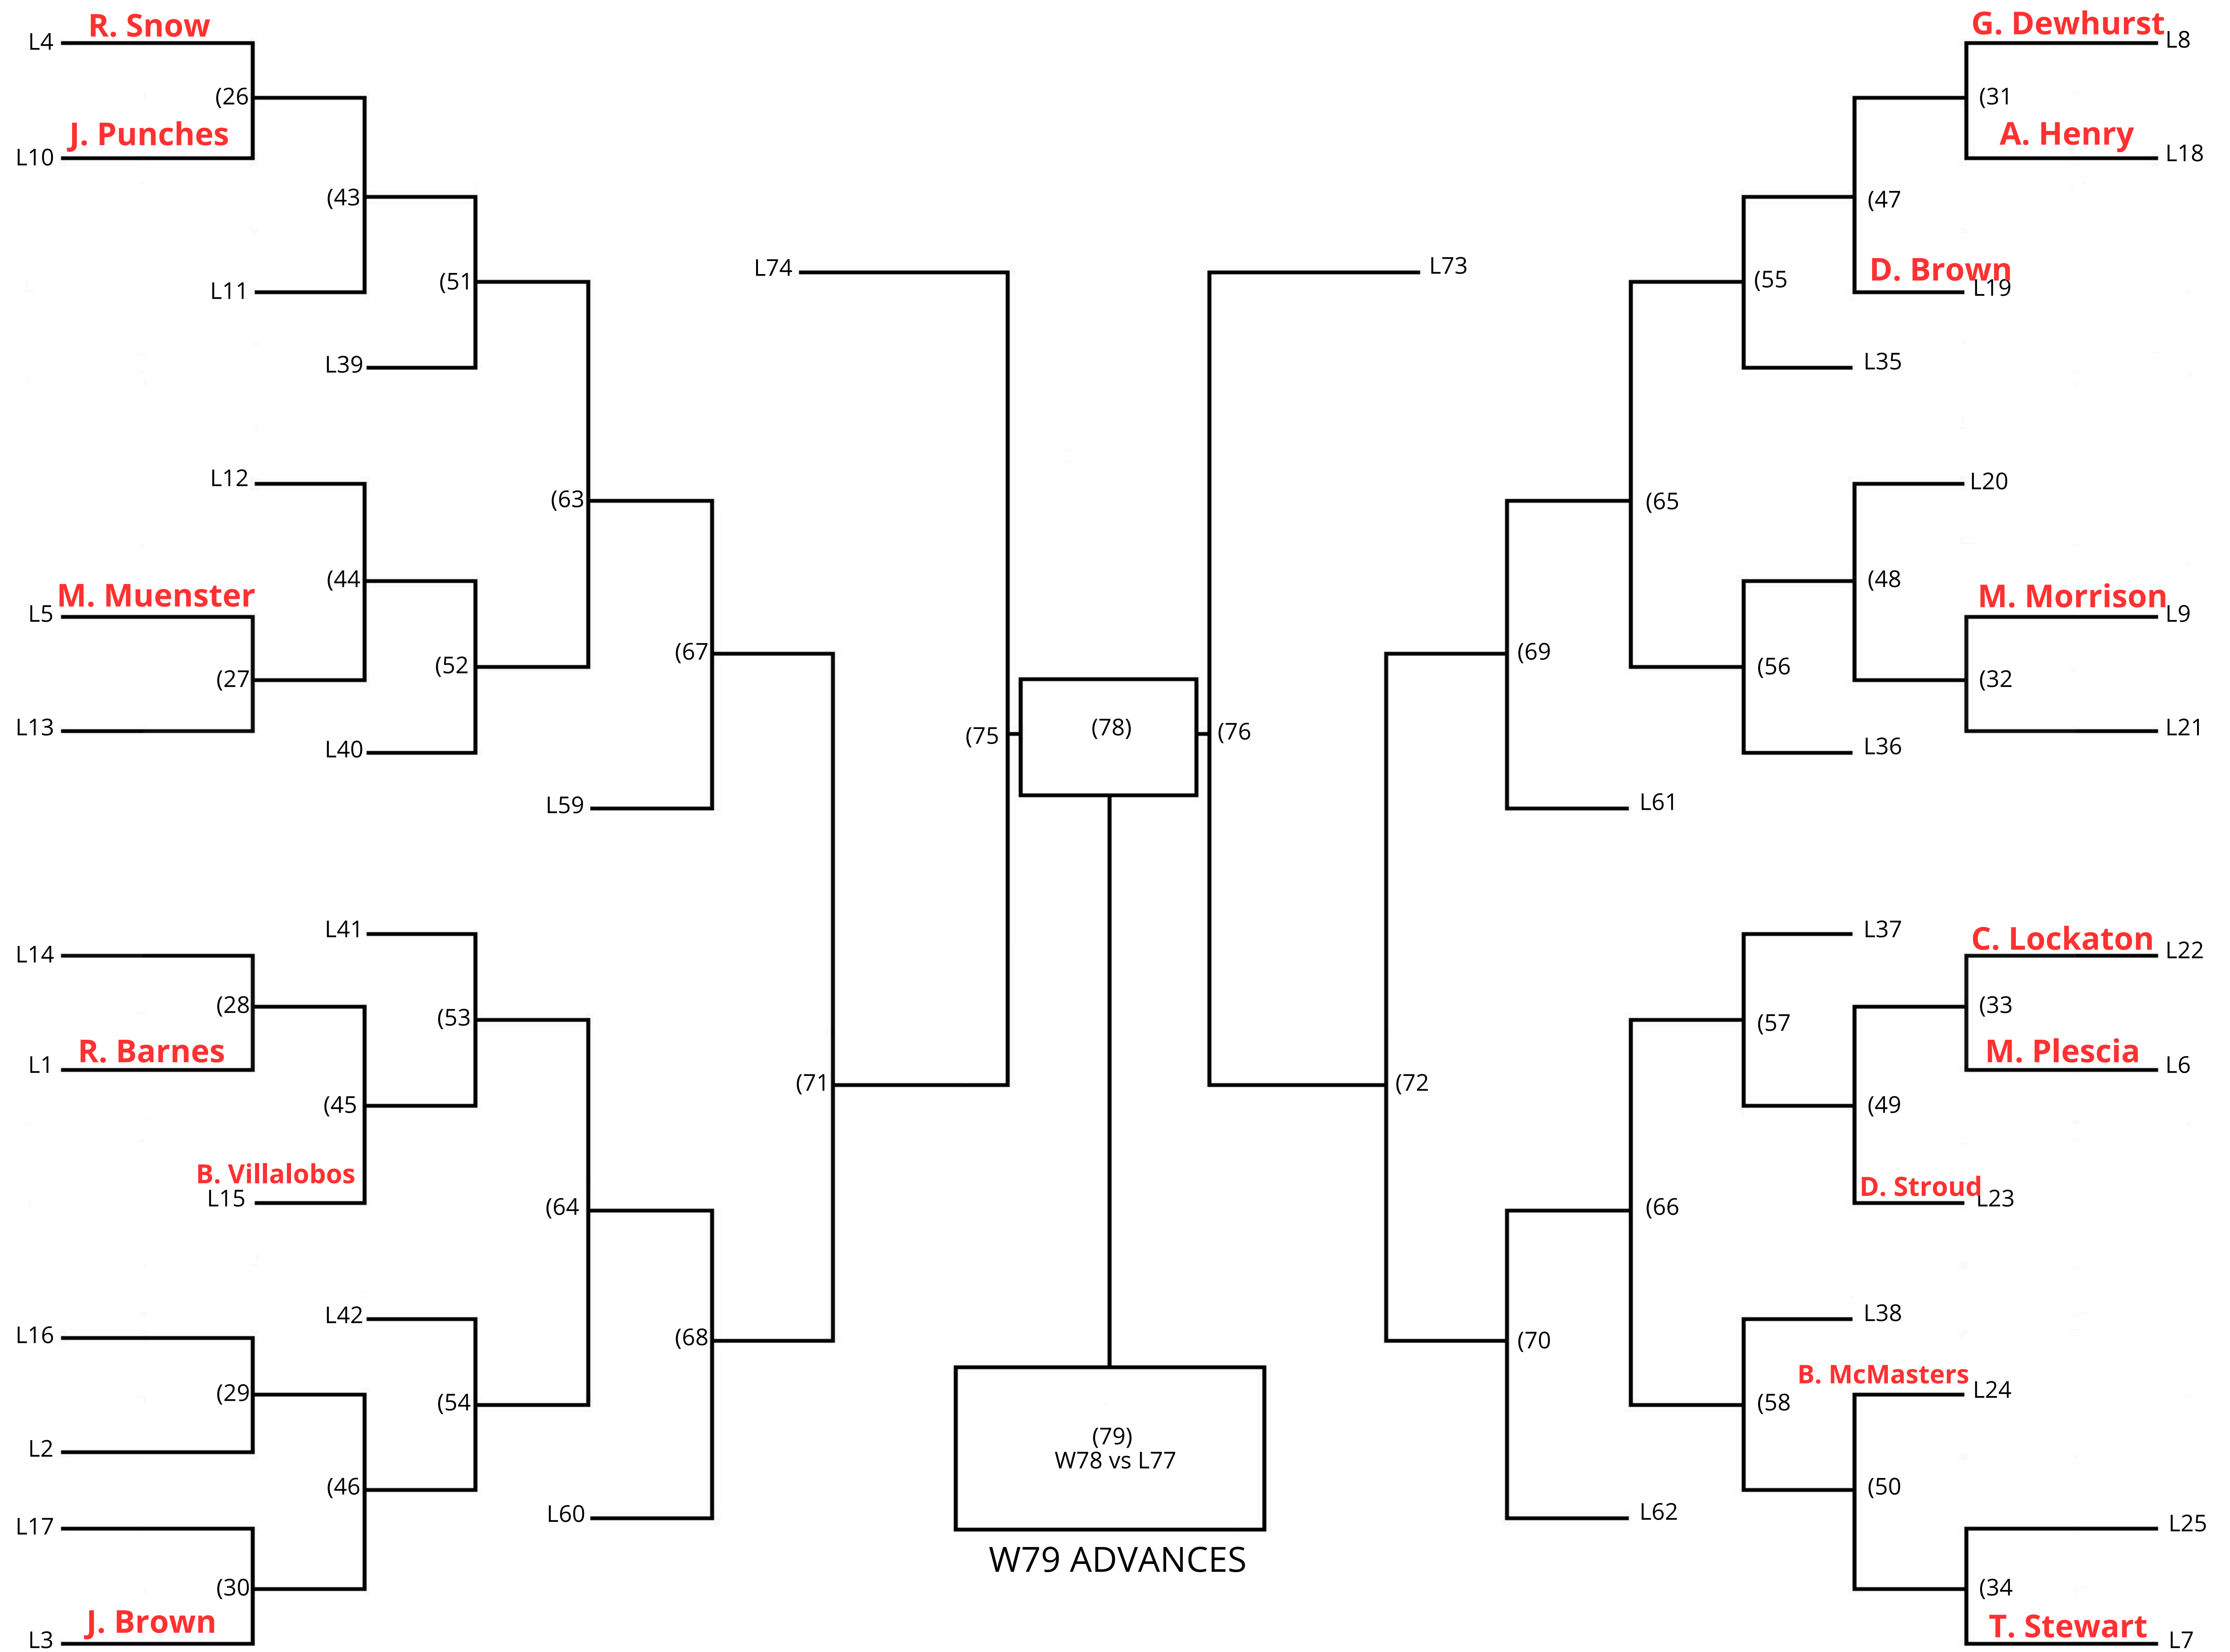 R. Snow
L4
(26
J. Punches
L10
(43
L11
(51
L39
L12
(63
(44
M. Muenster
L5
(52
(27
L13
L40
(67
L59
L41
L14
(28
(53
R. Barnes
L1
(45
B. Villalobos
L15
(64
L42
L16
(29
(54
L2
(46
L17
(30
J. Brown
L3
(68
L60
(71
L74
(75
(78)
L73
(76
(79)
W78 vs L77
W79 ADVANCES
(72
G. Dewhurst
L8
(31
A. Henry
L18
(47
D. Brown
L19
(55
L35
(65
L20
(48
M. Morrison
L9
(56
(32
L21
L36
(69
L61
L37
C. Lockaton
L22
(33
(57
M. Plescia
L6
(49
D. Stroud
L23
(66
L38
B. McMasters
L24
(58
(50
L25
(34
T. Stewart
L7
(70
L62